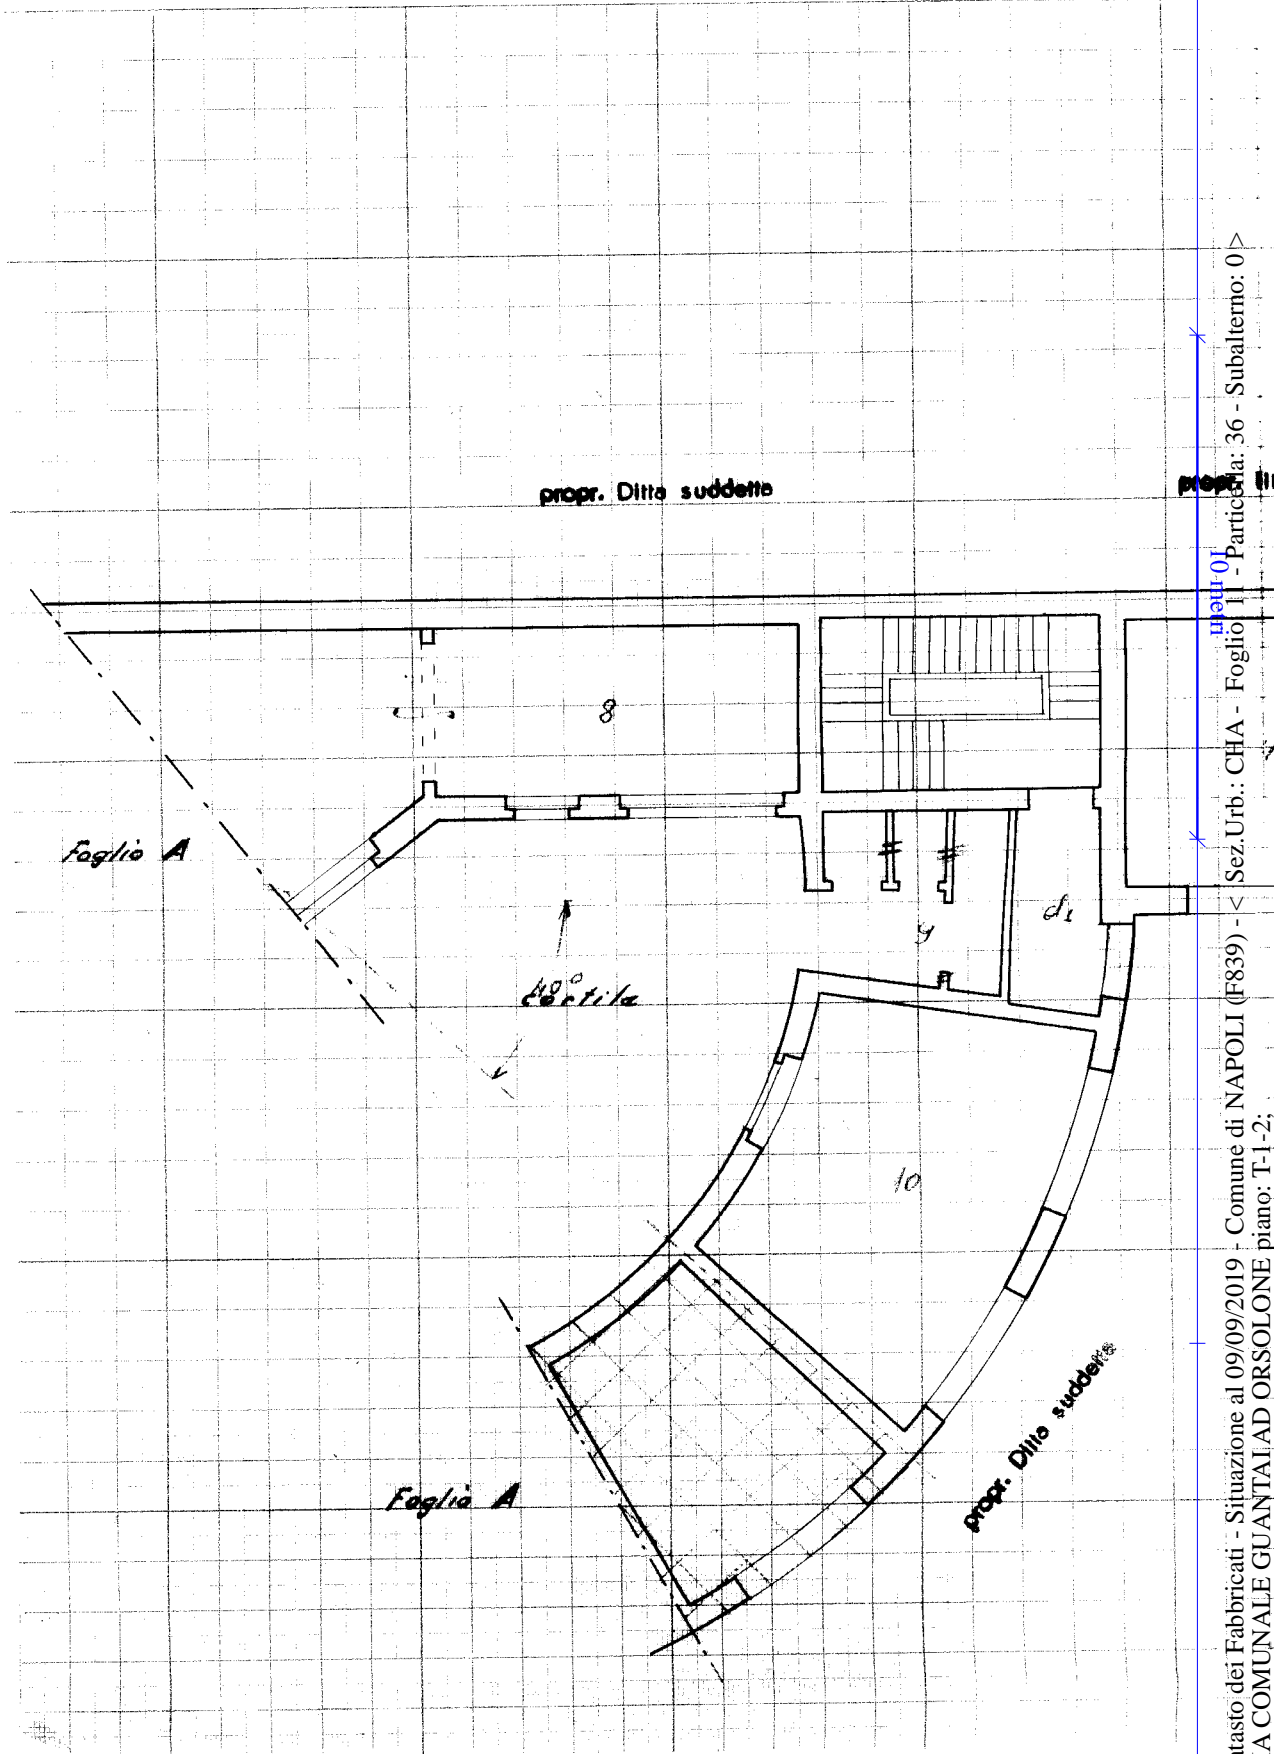 propr. Ditta suddetta
propr.
8
Foglio A
9
d1
cortile
10
Foglio A
propr. Ditta suddetta
10 metri
tasto dei Fabbricati - Situazione al 09/09/2019 - Comune di NAPOLI (F839) - < Sez.Urb.: CHA - Foglio 11 - Particella: 36 - Subalterno: 0 >
A COMUNALE GUANTAI AD ORSOLONE piano: T-1-2;